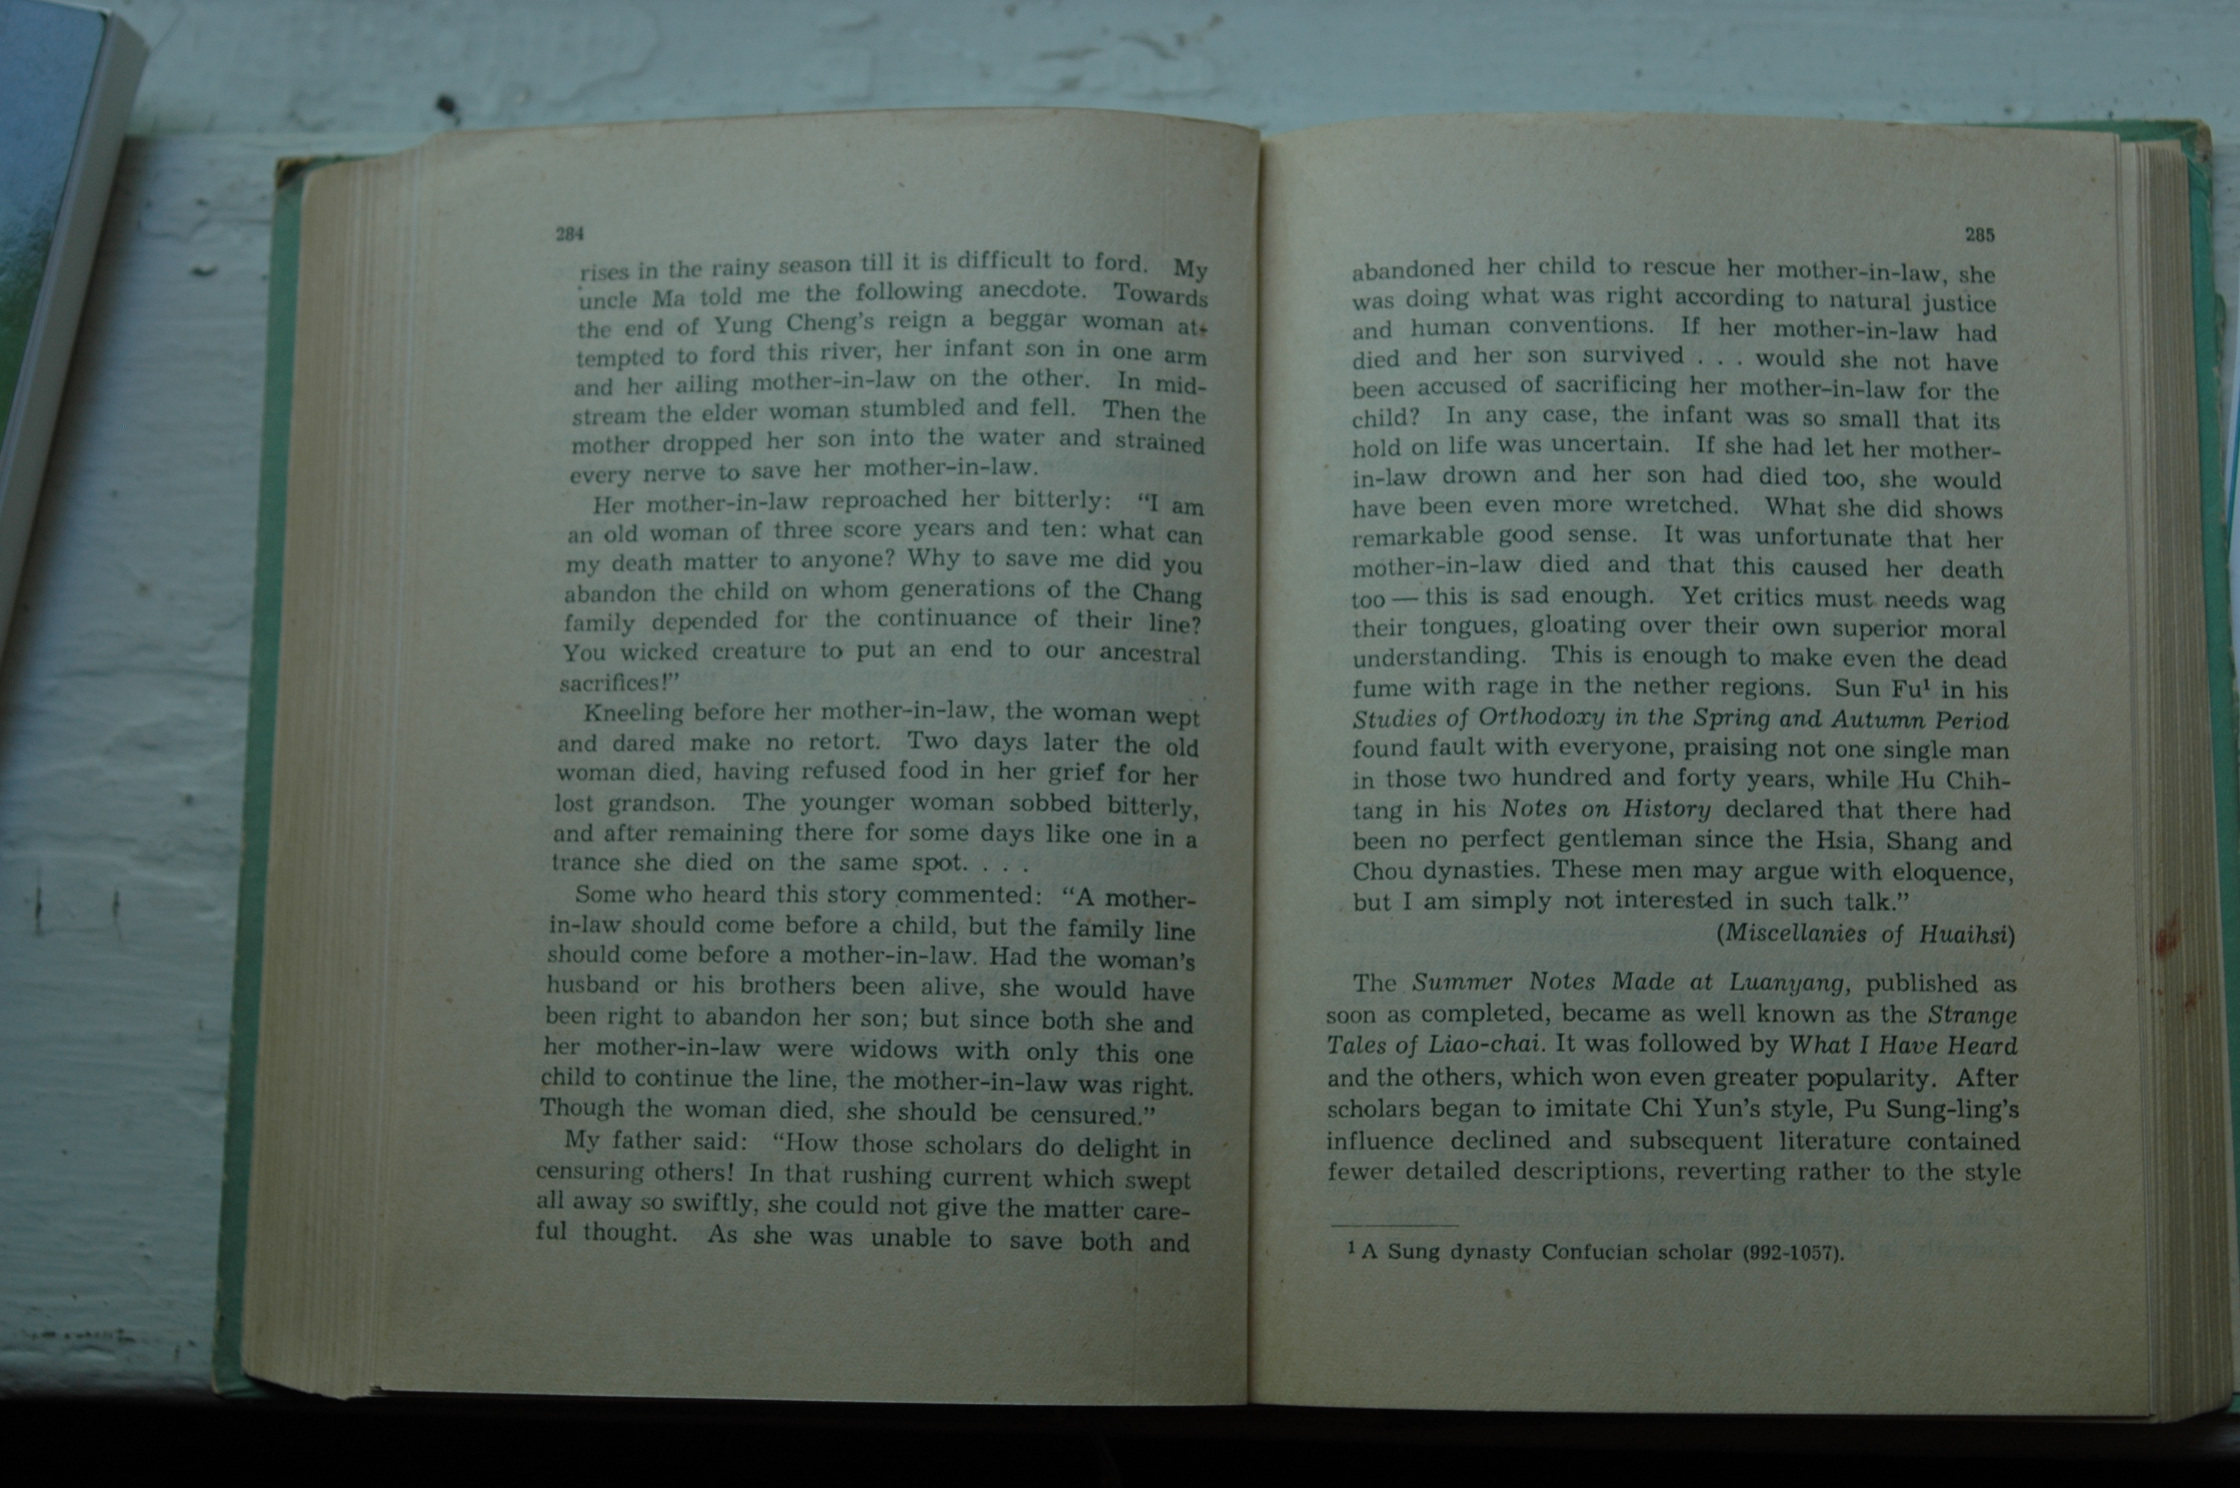 284
rises in the rainy season till it is difficult to ford. My
uncle Ma told me the following anecdote. Towards
the end of Yung Cheng's reign a beggar woman at-
tempted to ford this river, her infant son in one arm
and her ailing mother-in-law on the other. In mid-
stream the elder woman stumbled and fell. Then the
mother dropped her son into the water and strained
every nerve to save her mother-in-law.
Her mother-in-law reproached her bitterly: "I am
an old woman of three score years and ten: what can
my death matter to anyone? Why to save me did you
abandon the child on whom generations of the Chang
family depended for the continuance of their line?
You wicked creature to put an end to our ancestral
sacrifices!"
Kneeling before her mother-in-law, the woman wept
and dared make no retort. Two days later the old
woman died, having refused food in her grief for her
lost grandson. The younger woman sobbed bitterly,
and after remaining there for some days like one in a
trance she died on the same spot. . . .
Some who heard this story commented: "A mother-
in-law should come before a child, but the family line
should come before a mother-in-law. Had the woman's
husband or his brothers been alive, she would have
been right to abandon her son; but since both she and
her mother-in-law were widows with only this one
child to continue the line, the mother-in-law was right.
Though the woman died, she should be censured."
My father said: "How those scholars do delight in
censuring others! In that rushing current which swept
all away so swiftly, she could not give the matter care-
ful thought. As she was unable to save both and
285
abandoned her child to rescue her mother-in-law, she
was doing what was right according to natural justice
and human conventions. If her mother-in-law had
died and her son survived . . . would she not have
been accused of sacrificing her mother-in-law for the
child? In any case, the infant was so small that its
hold on life was uncertain. If she had let her mother-
in-law drown and her son had died too, she would
have been even more wretched. What she did shows
remarkable good sense. It was unfortunate that her
mother-in-law died and that this caused her death
too — this is sad enough. Yet critics must needs wag
their tongues, gloating over their own superior moral
understanding. This is enough to make even the dead
fume with rage in the nether regions. Sun Fu¹ in his
Studies of Orthodoxy in the Spring and Autumn Period
found fault with everyone, praising not one single man
in those two hundred and forty years, while Hu Chih-
tang in his Notes on History declared that there had
been no perfect gentleman since the Hsia, Shang and
Chou dynasties. These men may argue with eloquence,
but I am simply not interested in such talk."
(Miscellanies of Huaihsi)
The Summer Notes Made at Luanyang, published as
soon as completed, became as well known as the Strange
Tales of Liao-chai. It was followed by What I Have Heard
and the others, which won even greater popularity. After
scholars began to imitate Chi Yun's style, Pu Sung-ling's
influence declined and subsequent literature contained
fewer detailed descriptions, reverting rather to the style
¹ A Sung dynasty Confucian scholar (992-1057).